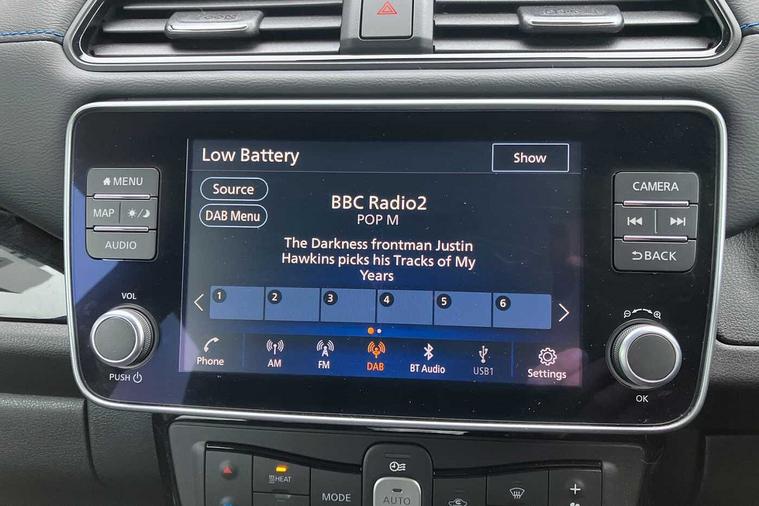 Low Battery
Show
MENU
MAP
AUDIO
Source
DAB Menu
BBC Radio2
POP M
The Darkness frontman Justin
Hawkins picks his Tracks of My
Years
1 2 3 4 5 6
Phone
AM
FM
DAB
BT Audio
USB1
Settings
CAMERA
BACK
VOL
PUSH
OK
HEAT
MODE
AUTO
+